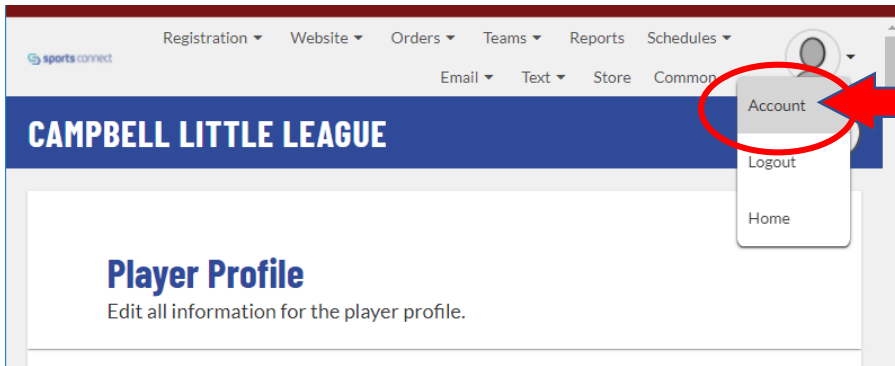 Registration Website Orders Teams Reports Schedules
sports connect
Email Text Store Common
Account
CAMPBELL LITTLE LEAGUE
Logout
Home
Player Profile
Edit all information for the player profile.